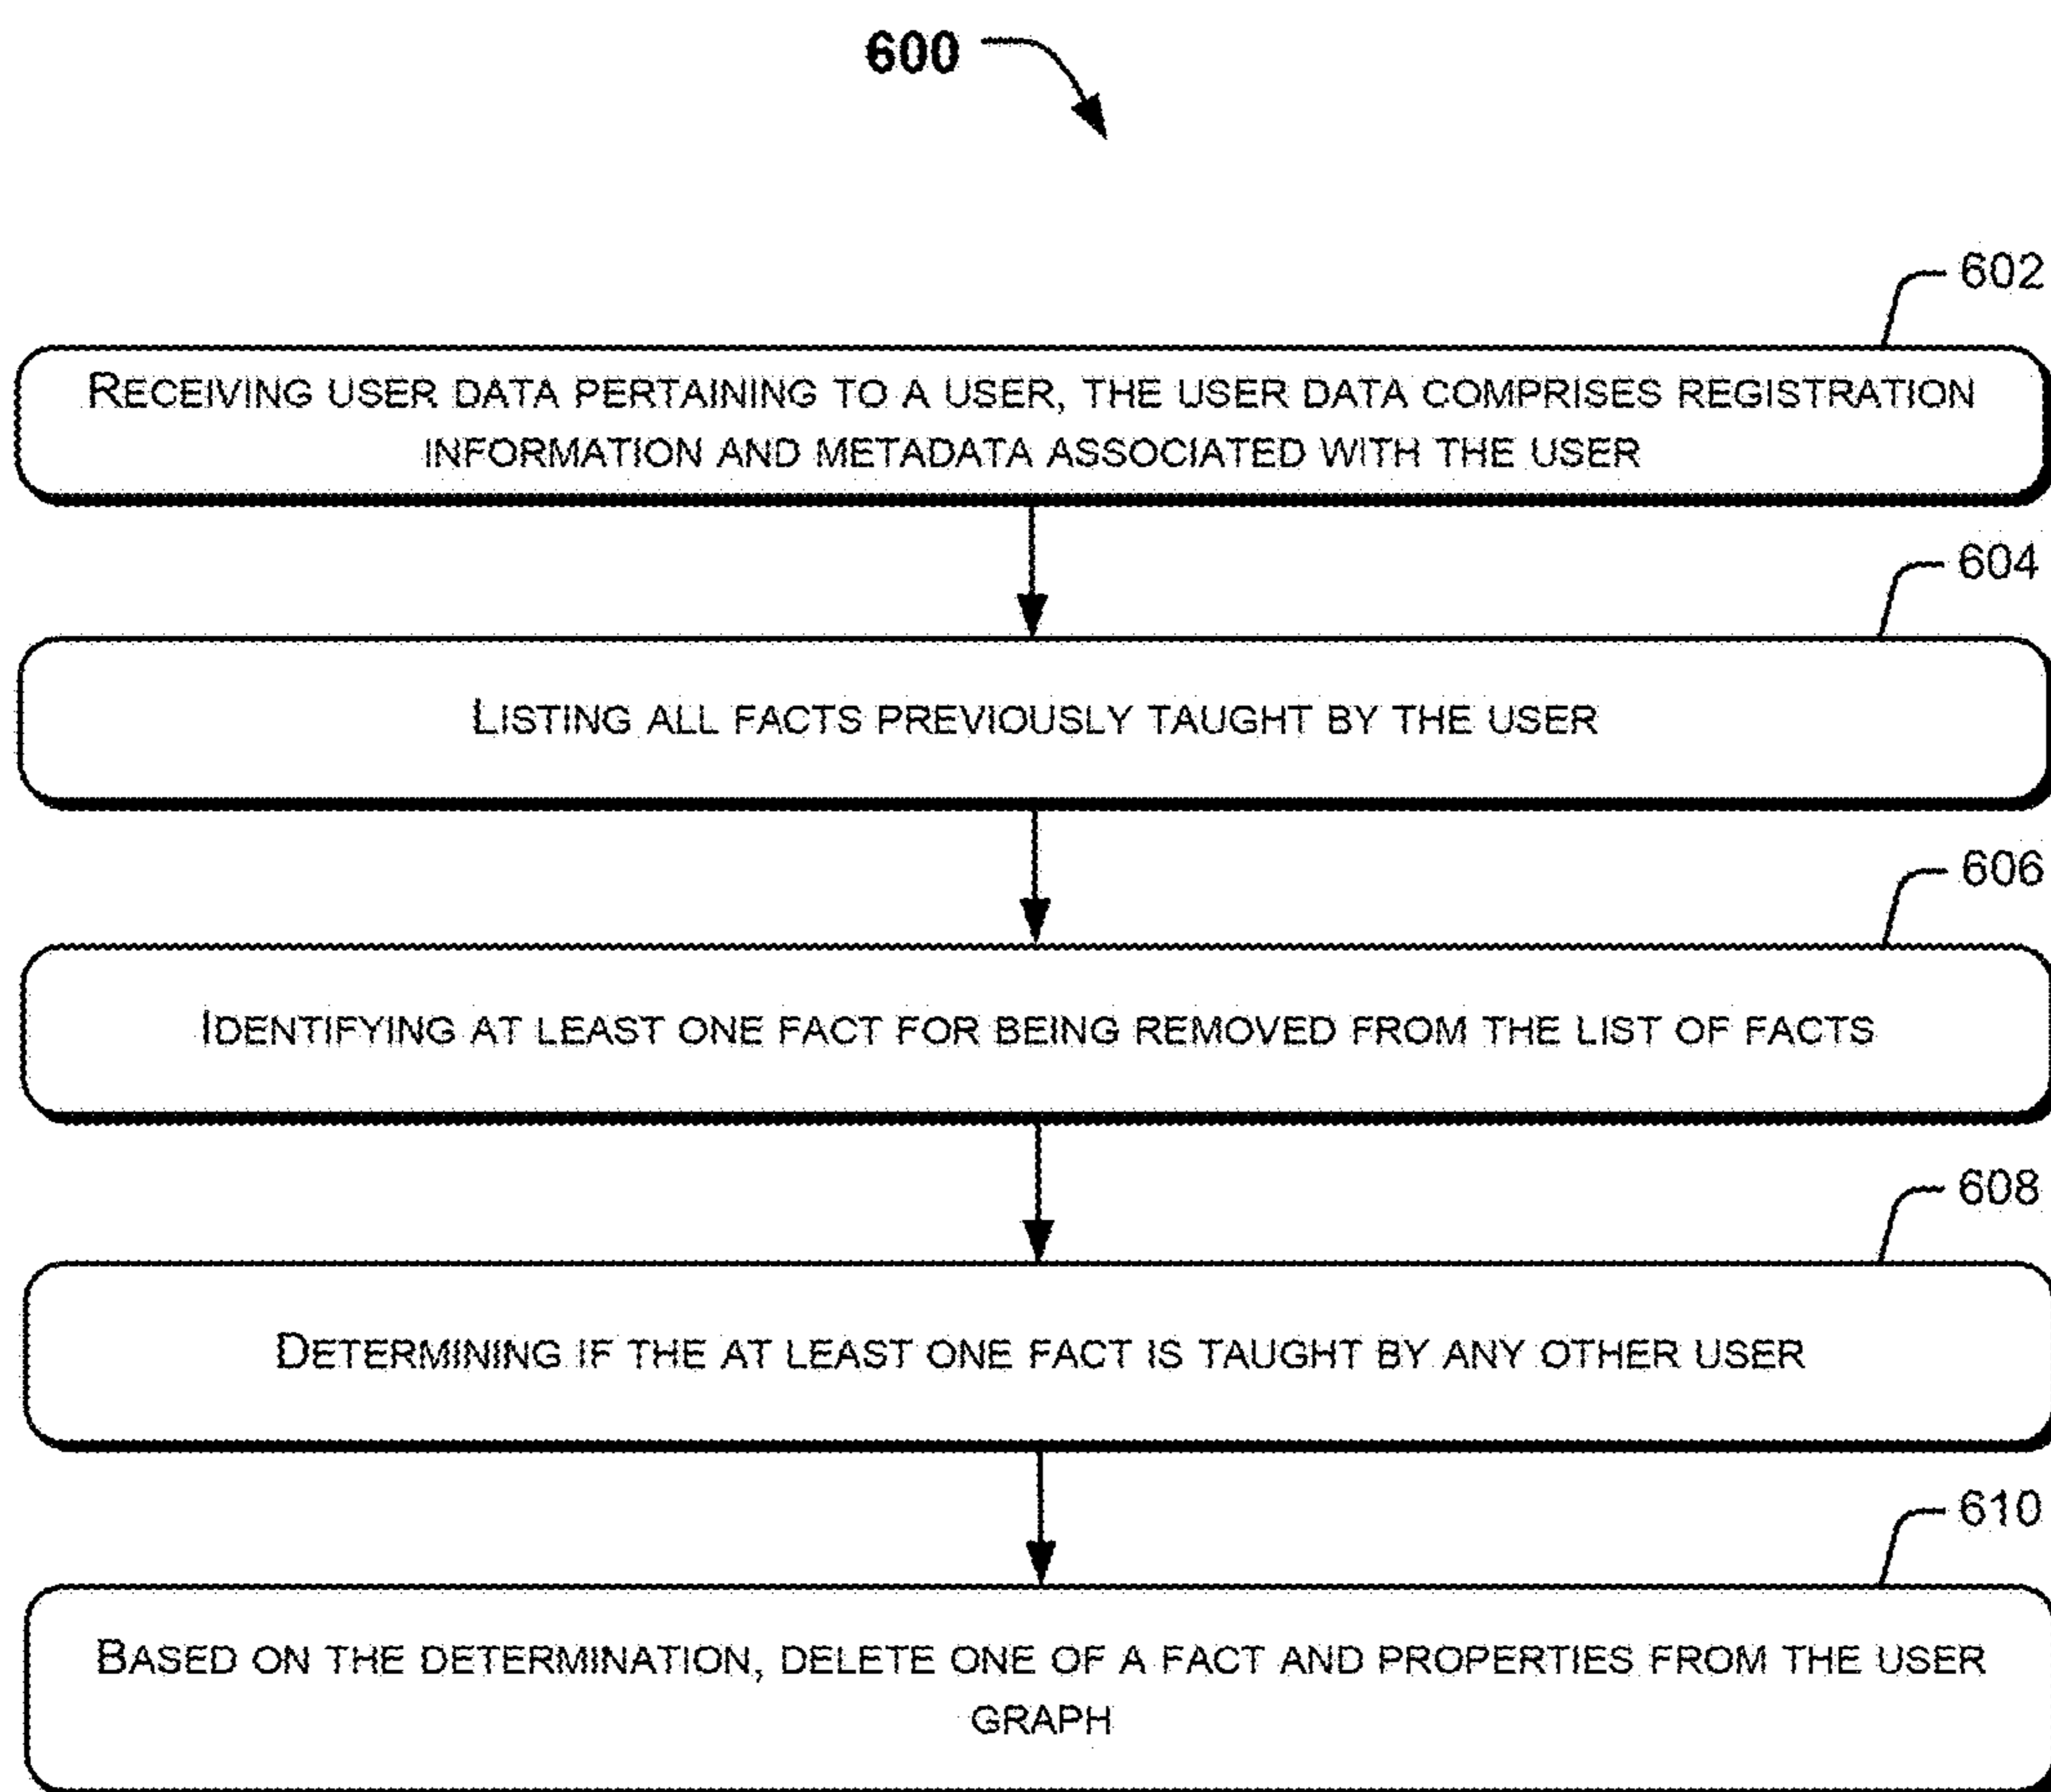 600
602
RECEIVING USER DATA PERTAINING TO A USER, THE USER DATA COMPRISES REGISTRATION
INFORMATION AND METADATA ASSOCIATED WITH THE USER
604
LISTING ALL FACTS PREVIOUSLY TAUGHT BY THE USER
606
IDENTIFYING AT LEAST ONE FACT FOR BEING REMOVED FROM THE LIST OF FACTS
608
DETERMINING IF THE AT LEAST ONE FACT IS TAUGHT BY ANY OTHER USER
610
BASED ON THE DETERMINATION, DELETE ONE OF A FACT AND PROPERTIES FROM THE USER
GRAPH